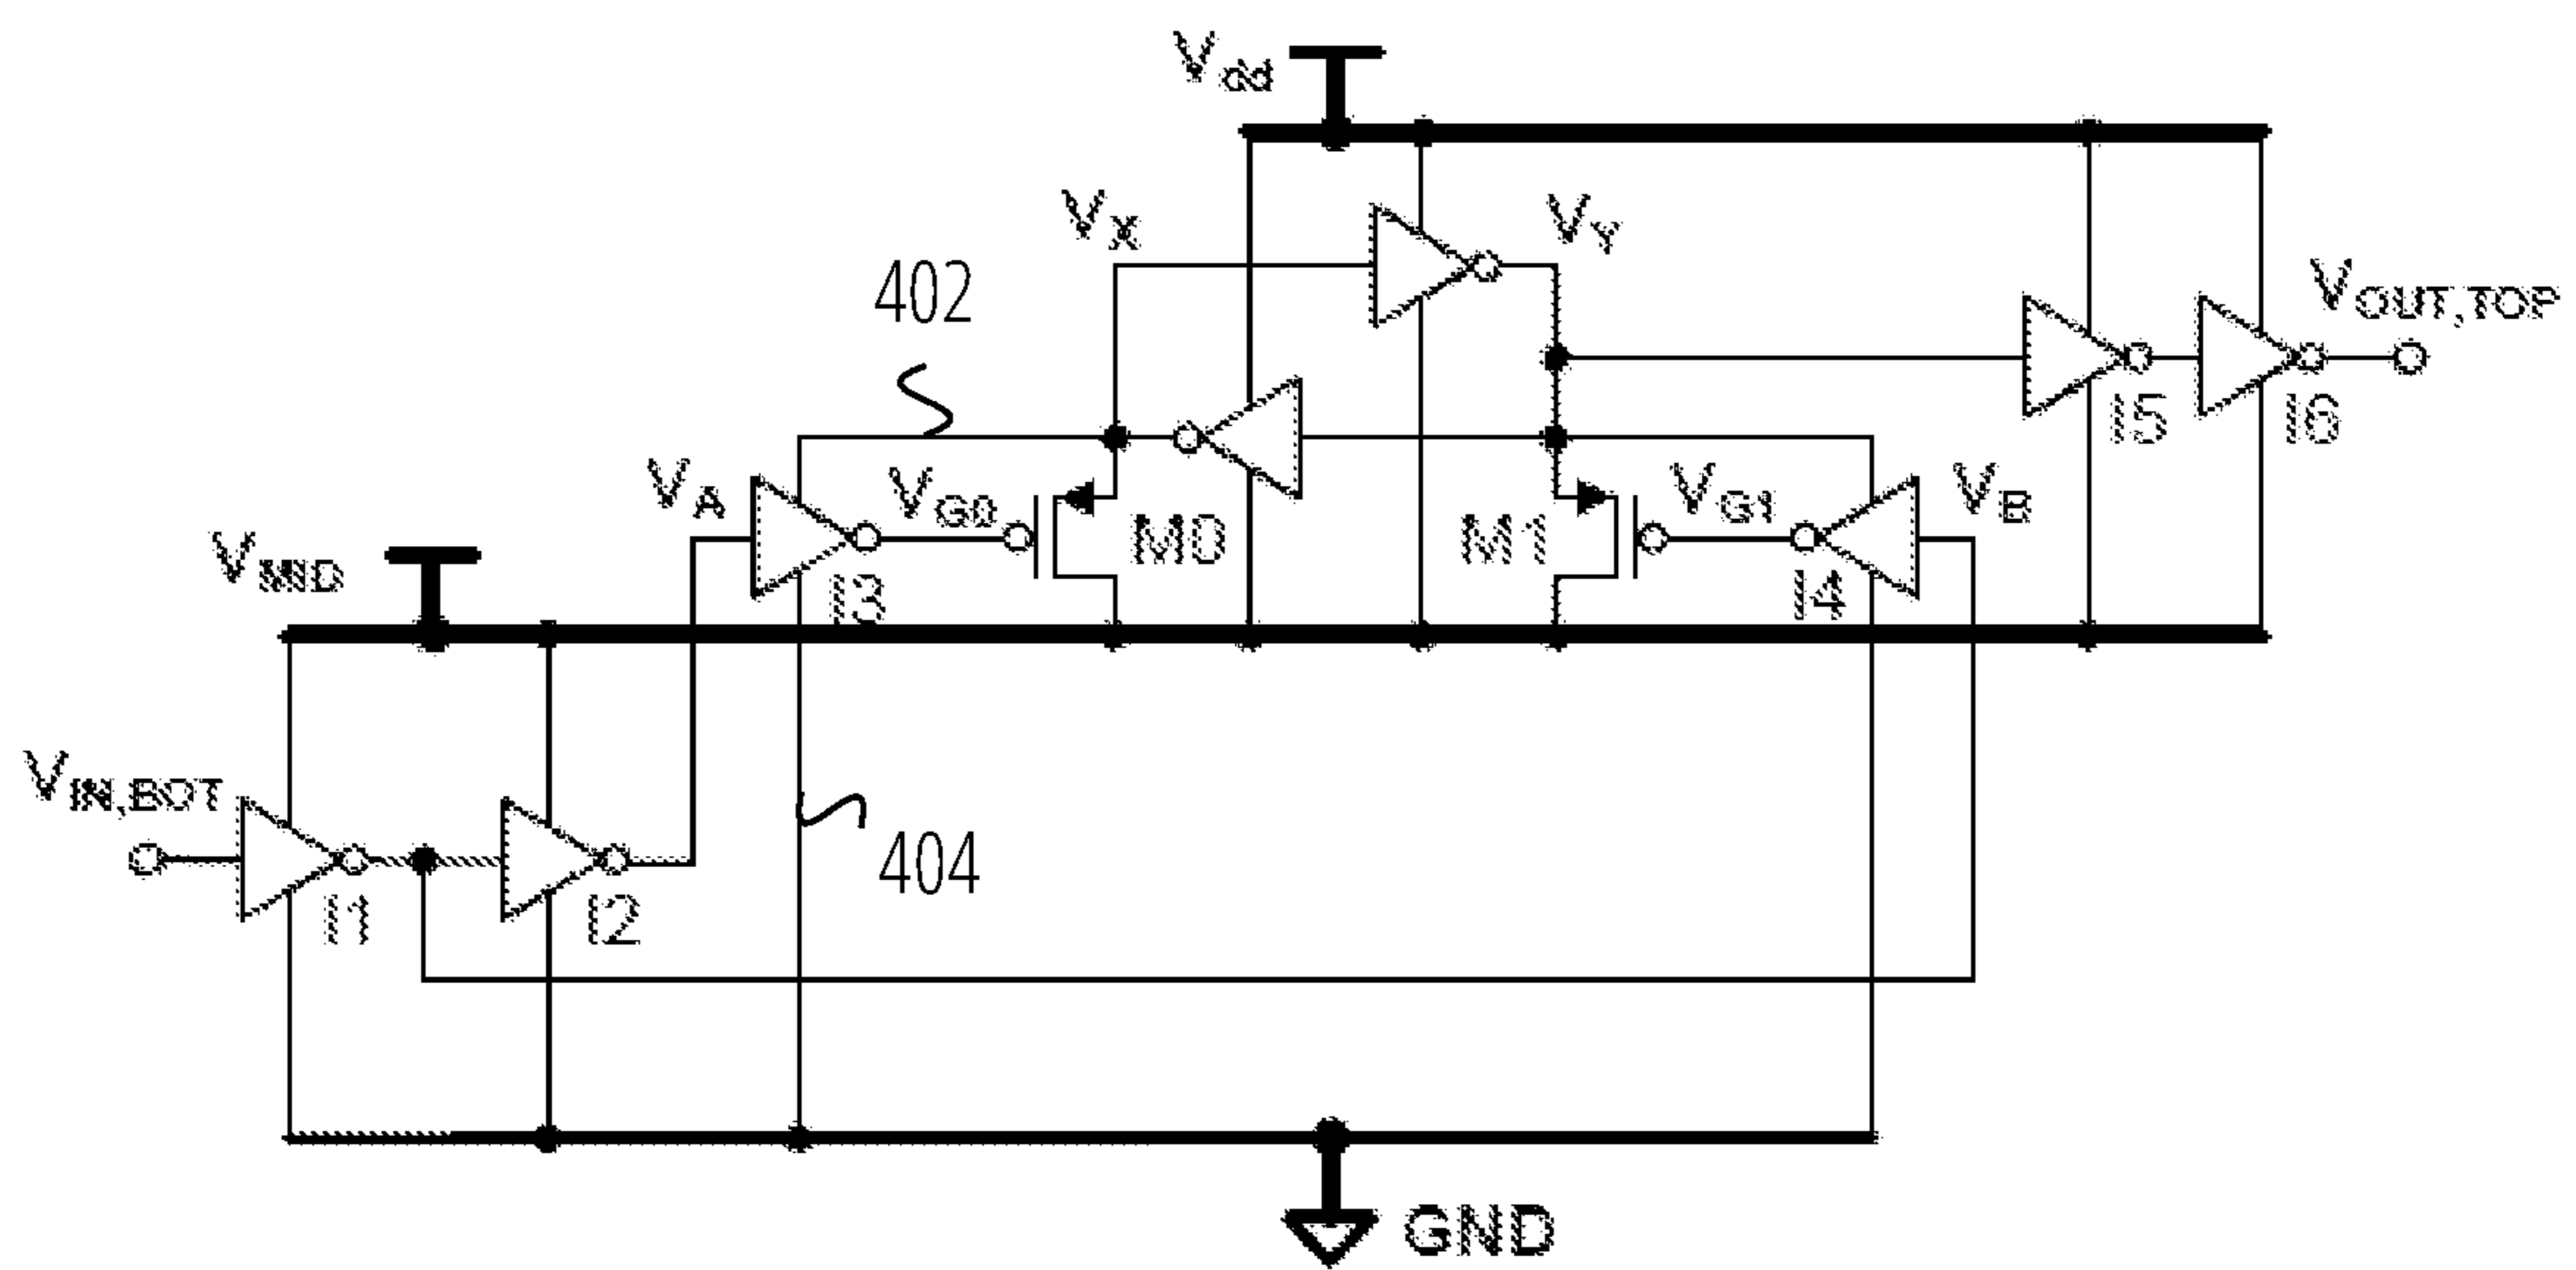 Vdd
VX
VY
402
VOUT,TOP
I5
I6
VA
VG0
M0
M1
VG1
VB
VMID
I3
I4
VIN,BOT
404
I1
I2
GND